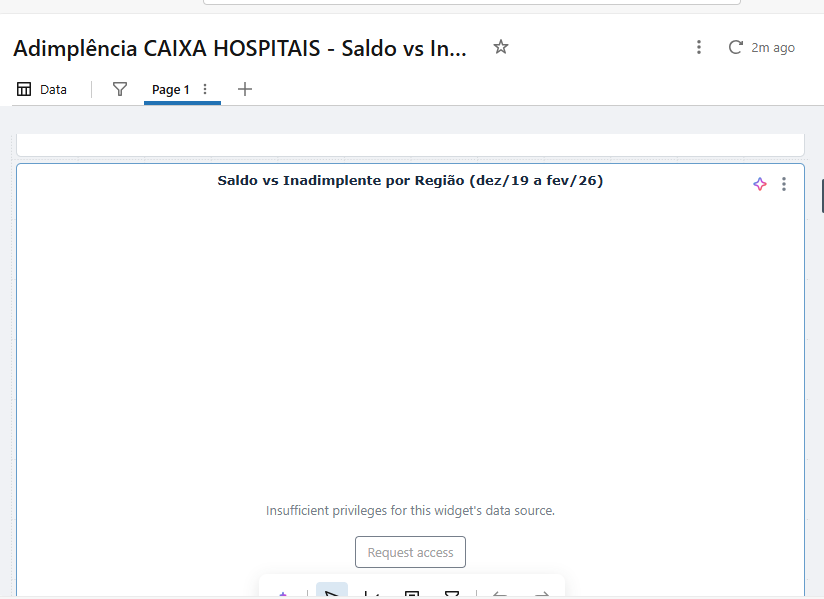 Adimplência CAIXA HOSPITAIS - Saldo vs In...
2m ago
Data
Page 1
Saldo vs Inadimplente por Região (dez/19 a fev/26)
Insufficient privileges for this widget's data source.
Request access